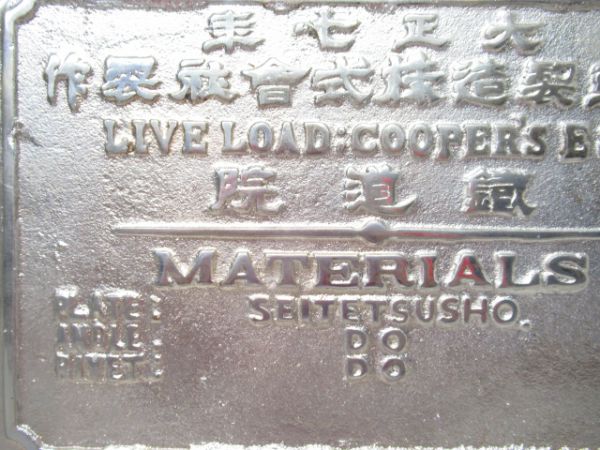 大正七年
製造株式會社製作
LIVE LOAD:COOPER'S E
鐵道院
MATERIALS
PLATE: SEITETSUSHO.
ANGLE: DO
RIVET: DO